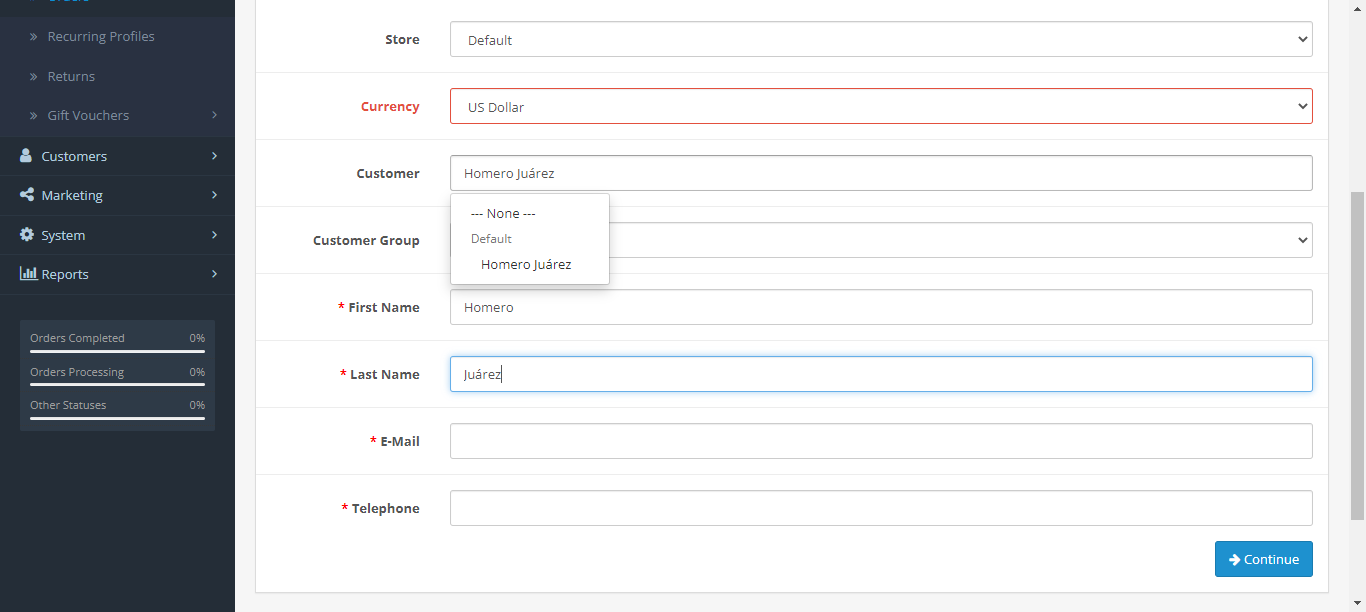 Orders
Recurring Profiles
Returns
Gift Vouchers
Customers
Marketing
System
Reports
Orders Completed 0%
Orders Processing 0%
Other Statuses 0%
Store Default
Currency US Dollar
Customer Homero Juárez
--- None ---
Default
Homero Juárez
Customer Group
* First Name Homero
* Last Name Juárez
* E-Mail
* Telephone
Continue